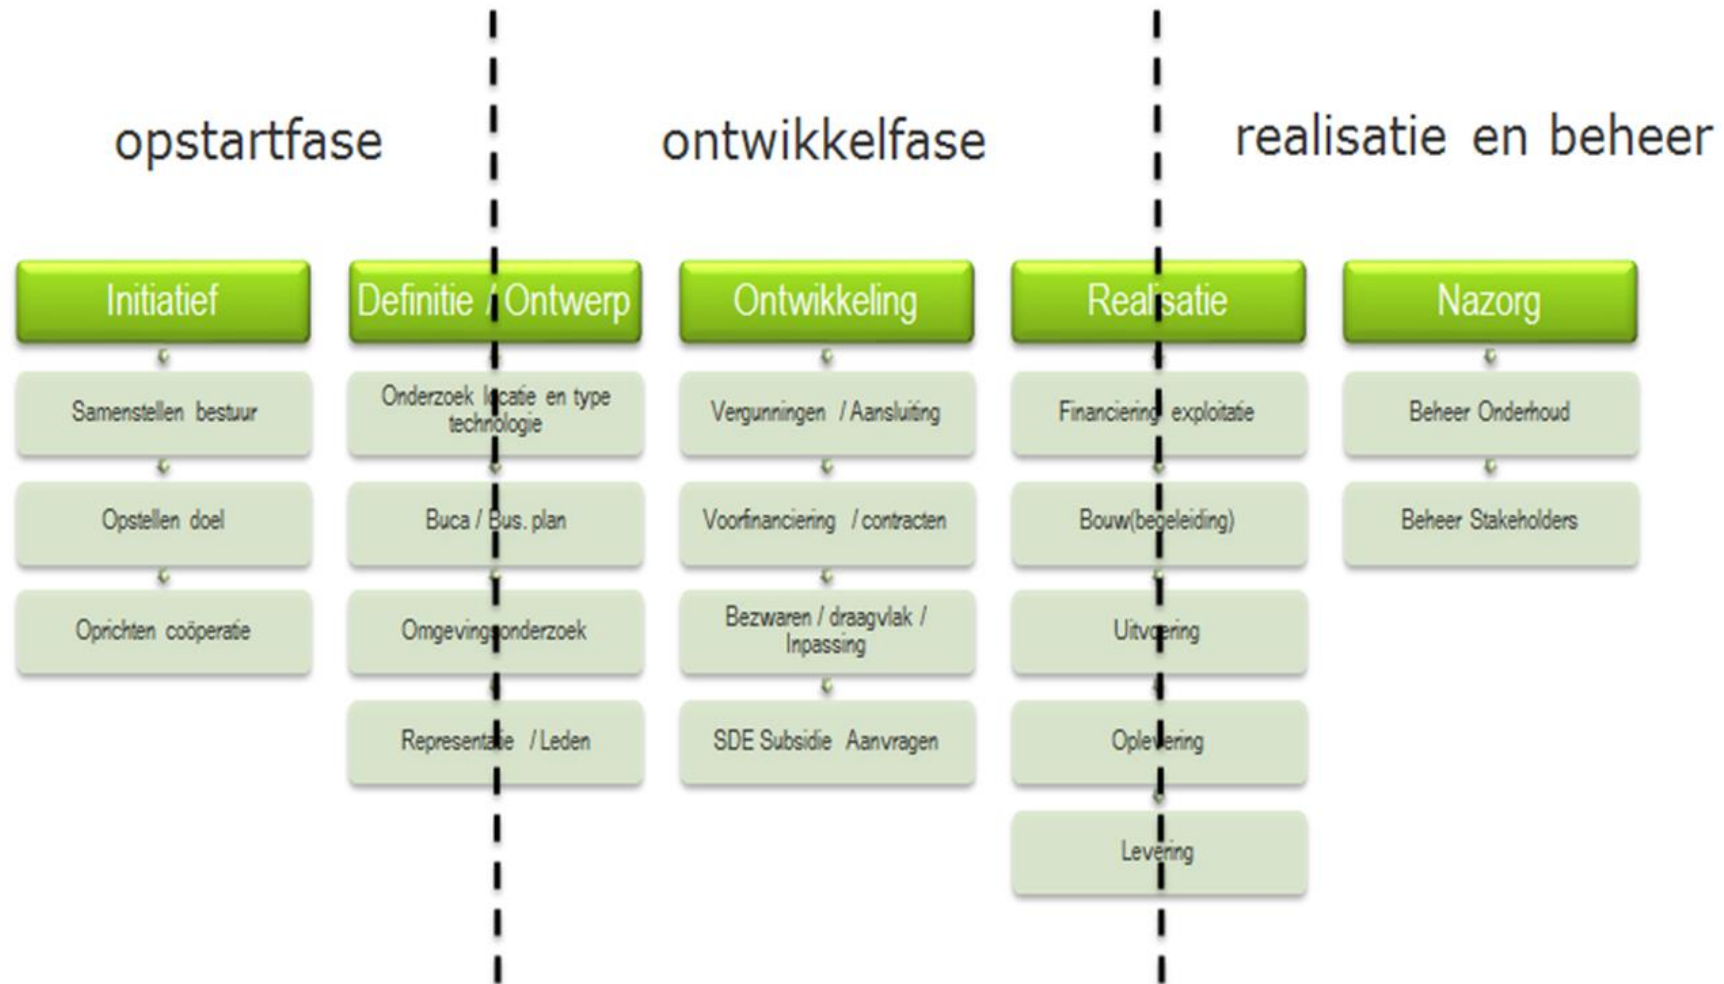 opstartfase
ontwikkelfase
realisatie en beheer
Initiatief
Samenstellen bestuur
Opstellen doel
Oprichten coöperatie
Definitie / Ontwerp
Onderzoek locatie en type
technologie
Buca / Bus. plan
Omgevingsonderzoek
Representatie / Leden
Ontwikkeling
Vergunningen / Aansluiting
Voorfinanciering / contracten
Bezwaren / draagvlak /
Inpassing
SDE Subsidie Aanvragen
Realisatie
Financiering exploitatie
Bouw(begeleiding)
Uitvoering
Oplevering
Levering
Nazorg
Beheer Onderhoud
Beheer Stakeholders